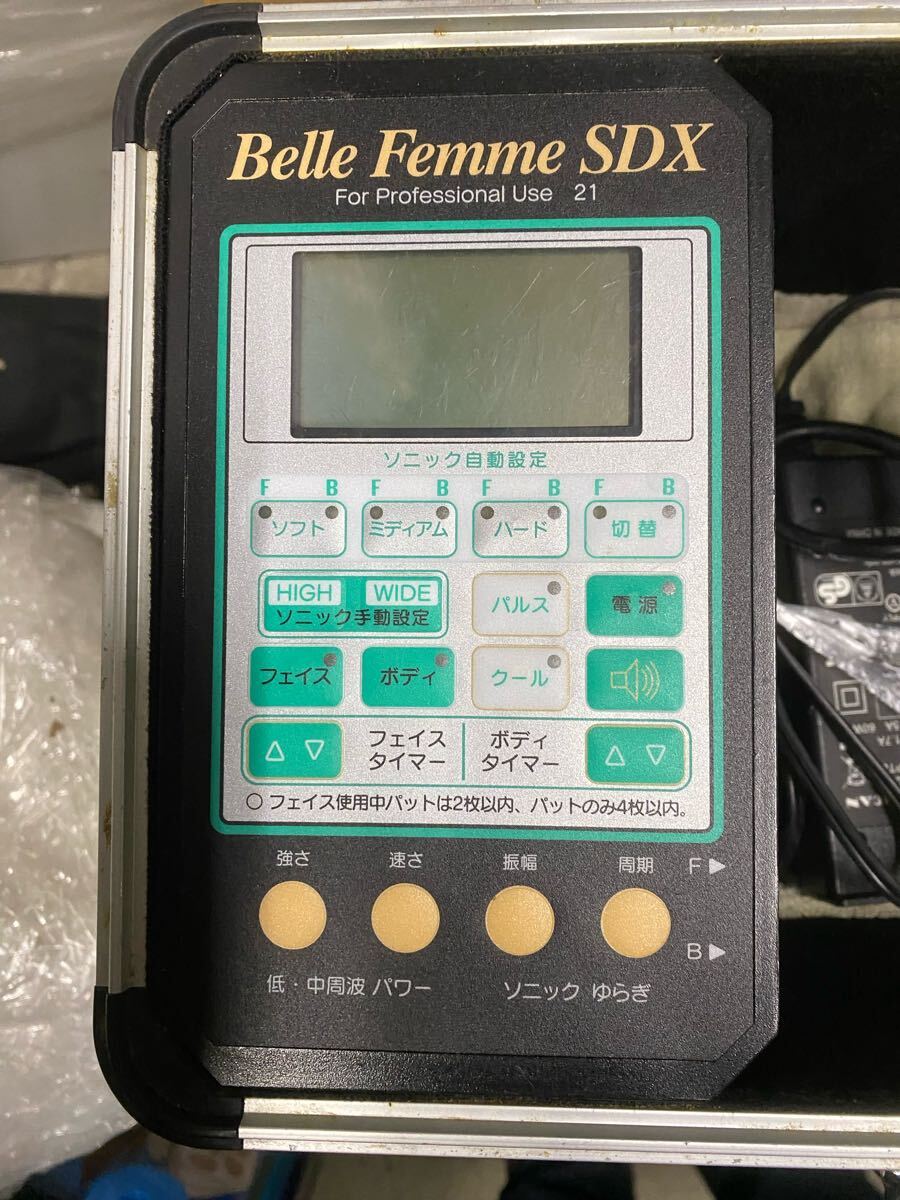 Belle Femme SDX
For Professional Use 21
ソニック自動設定
F B F B F B F B
ソフト ミディアム ハード 切替
HIGH WIDE パルス 電源
ソニック手動設定
フェイス ボディ クール
△ ▽ フェイスタイマー ボディタイマー △ ▽
○ フェイス使用中パットは2枚以内、パットのみ4枚以内。
強さ 速さ 振幅 周期 F ▶
B ▶
低・中周波 パワー ソニック ゆらぎ